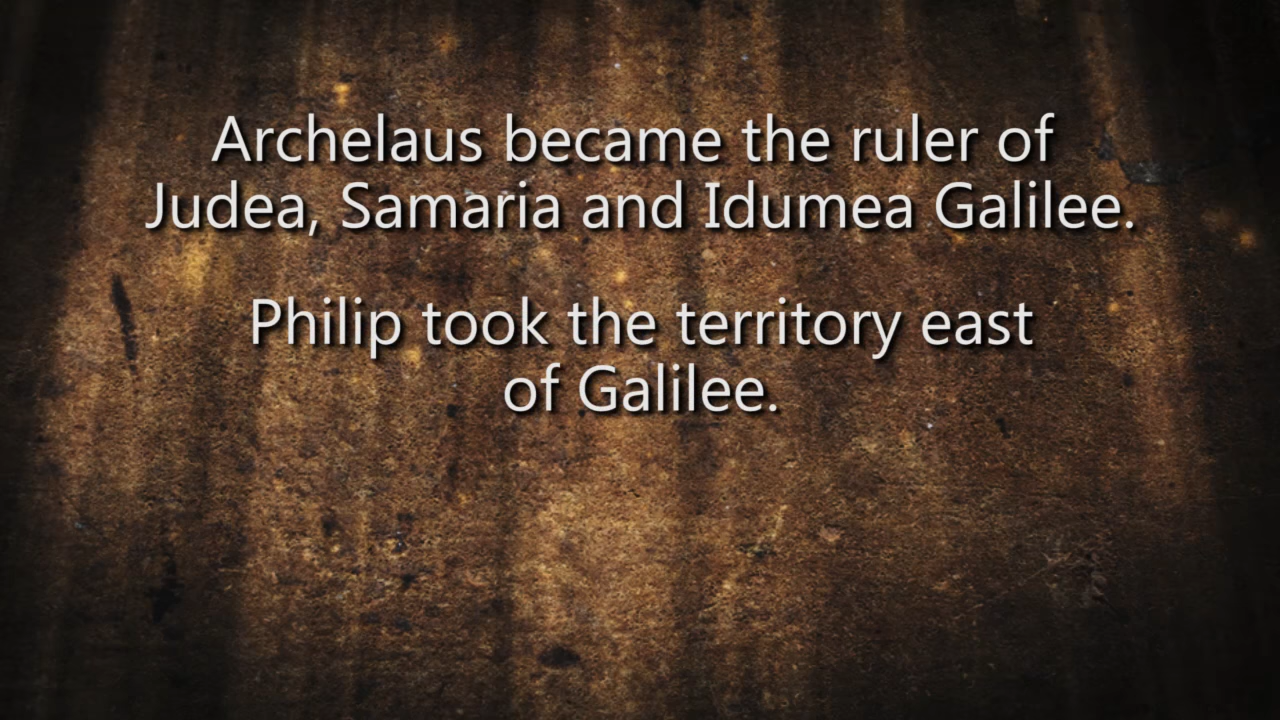 Archelaus became the ruler of
Judea, Samaria and Idumea Galilee.
Philip took the territory east
of Galilee.